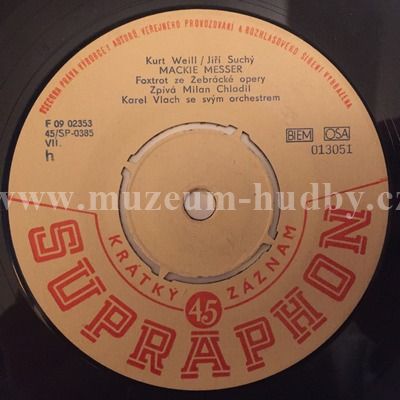 VŠECHNA PRÁVA VÝROBCE I AUTORŮ, VEŘEJNÉHO PROVOZOVÁNÍ A ROZHLASOVÉHO ŠÍŘENÍ VYHRAZENA
Kurt Weill/Jiří Suchý
MACKIE MESSER
Foxtrot ze Žebrácké opery
Zpívá Milan Chladil
Karel Vlach se svým orchestrem
F 09 02353
45/SP-0385
VII.
h
BIEM
OSA
013051
www.muzeum-hudby.cz
KRÁTKÝ 45 ZÁZNAM
SUPRAPHON